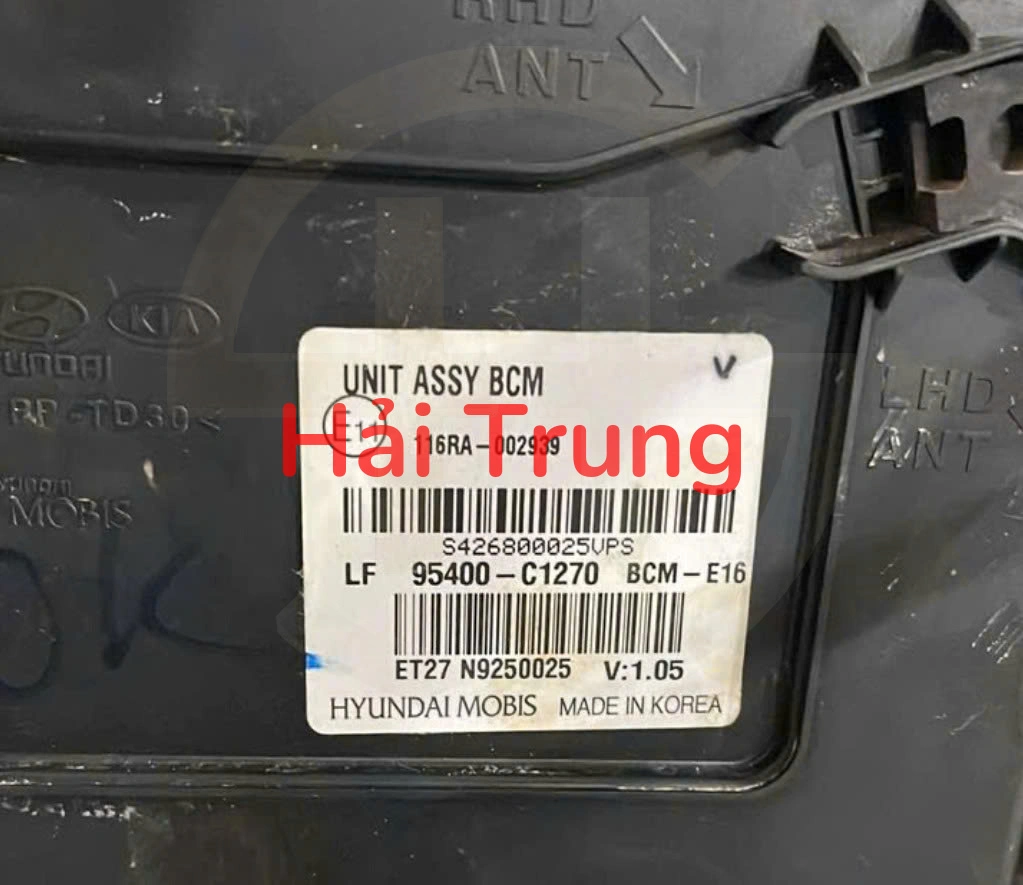 RHD
ANT
KIA
HYUNDAI
UNIT ASSY BCM
V
E11
116RA-002939
Hải Trung
LHD
ANT
S426800025VPS
MOBIS
LF 95400-C1270 BCM-E16
OK
ET27 N9250025 V:1.05
HYUNDAI MOBIS MADE IN KOREA